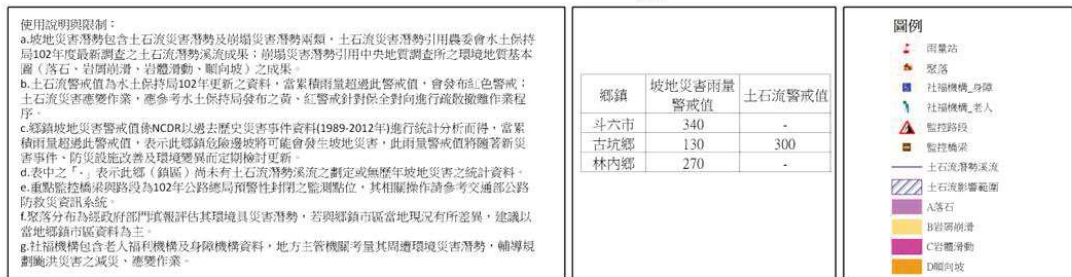 使用說明與限制：
a.坡地災害潛勢包含土石流災害潛勢及崩塌災害潛勢兩類，土石流災害潛勢引用農委會水土保持
局102年度最新調查之土石流潛勢溪流成果；崩塌災害潛勢引用中央地質調查所之環境地質基本
圖（落石、岩屑崩滑、岩體滑動、順向坡）之成果。
b.土石流警戒值為水土保持局102年更新之資料，當累積雨量超過此警戒值，會發布紅色警戒；
土石流災害應變作業，應參考水土保持局發布之黃、紅警戒針對保全對向進行疏散撤離作業程
序。
c.鄉鎮坡地災害警戒值係NCDR以過去歷史災害事件資料(1989-2012年)進行統計分析而得，當累
積雨量超過此警戒值，表示此鄉鎮危險邊坡將可能會發生坡地災害，此雨量警戒值將隨著新災
害事件、防災設施改善及環境變異而定期檢討更新。
d.表中之「-」表示此鄉（鎮區）尚未有土石流潛勢溪流之劃定或無歷年坡地災害之統計資料。
e.重點監控橋梁與路段為102年公路總局預警性封閉之監測點位，其相關操作請參考交通部公路
防救災資訊系統。
f.聚落分布為經政府部門填報評估其環境具災害潛勢，若與鄉鎮市區當地現況有所差異，建議以
當地鄉鎮市區資料為主。
g.社福機構包含老人福利機構及身障機構資料，地方主管機關考量其周遭環境災害潛勢，輔導規
劃颱洪災害之減災、應變作業。
鄉鎮 坡地災害雨量警戒值 土石流警戒值
斗六市 340 -
古坑鄉 130 300
林內鄉 270 -
圖例
雨量站
聚落
社福機構_身障
社福機構_老人
監控路段
監控橋梁
土石流潛勢溪流
土石流影響範圍
A落石
B岩屑崩滑
C岩體滑動
D順向坡